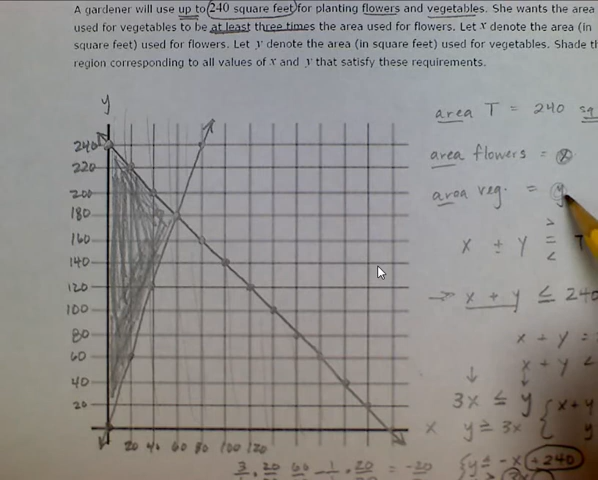 A gardener will use up to 240 square feet for planting flowers and vegetables. She wants the area
used for vegetables to be at least three times the area used for flowers. Let x denote the area (in
square feet) used for flowers. Let y denote the area (in square feet) used for vegetables. Shade th
region corresponding to all values of x and y that satisfy these requirements.
y
area T = 240 sq
area flowers = x
area veg. = y
≥
x ± y = T
≤
→ x + y ≤ 240
x + y =
x + y <
↓ ↓
3x ≤ y { x + y
y ≥ 3x { y
240
220
200
180
160
140
120
100
80
60
40
20
20 40 60 80 100 120
x
{ y ≤ -x + 240